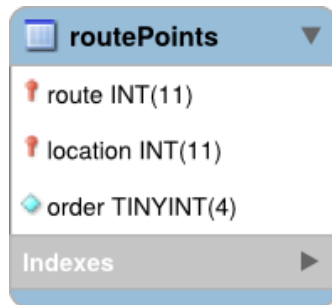 routePoints
route INT(11)
location INT(11)
order TINYINT(4)
Indexes